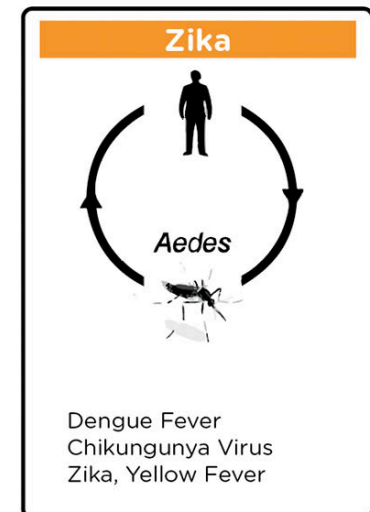 Zika
Aedes
Dengue Fever
Chikungunya Virus
Zika, Yellow Fever